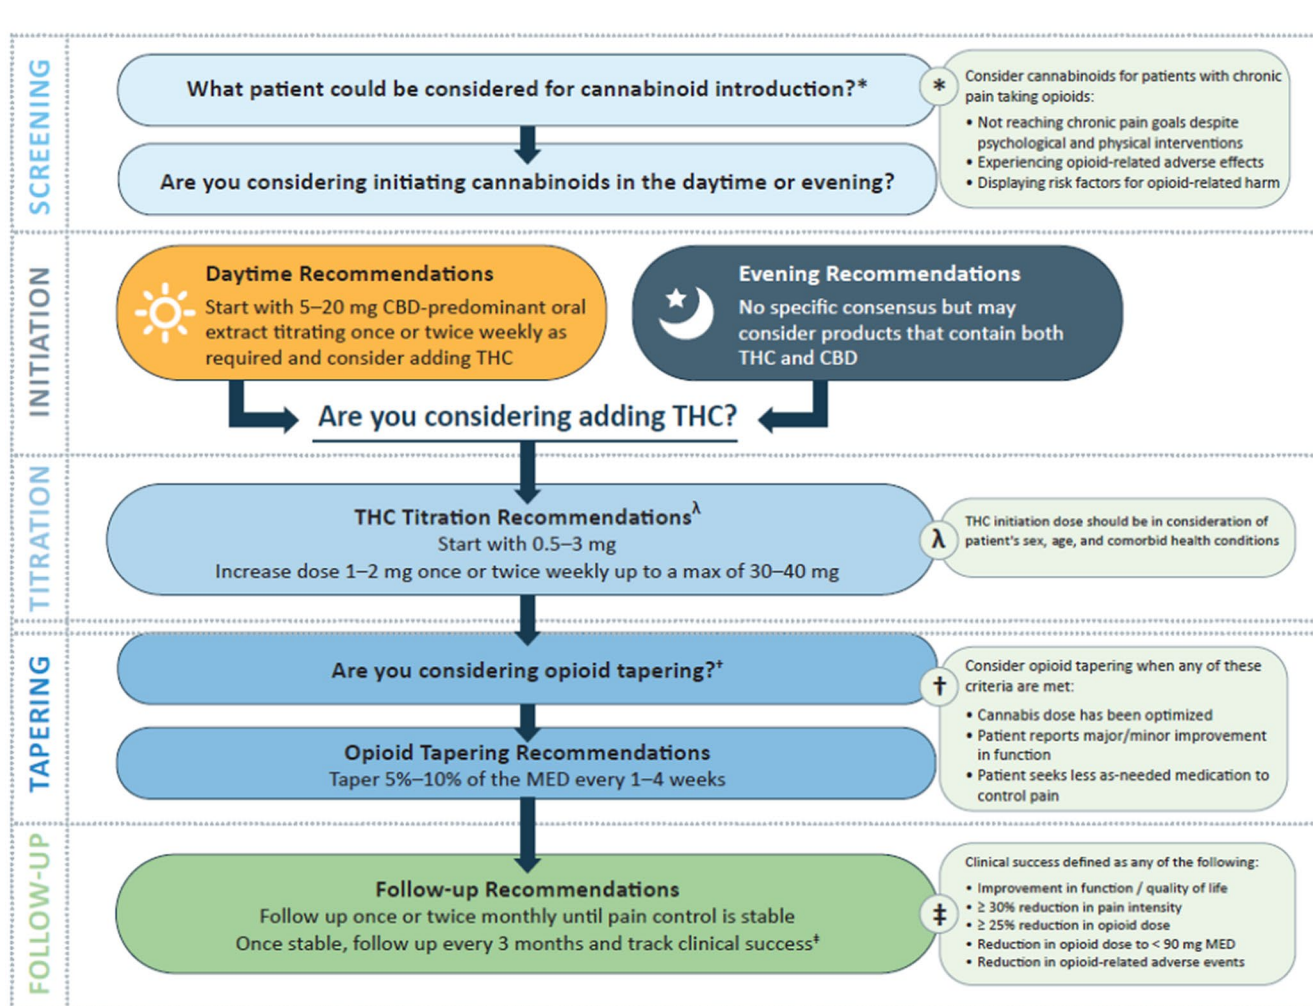 SCREENING
What patient could be considered for cannabinoid introduction?*
Are you considering initiating cannabinoids in the daytime or evening?
*
Consider cannabinoids for patients with chronic
pain taking opioids:
• Not reaching chronic pain goals despite
psychological and physical interventions
• Experiencing opioid-related adverse effects
• Displaying risk factors for opioid-related harm
INITIATION
Daytime Recommendations
Start with 5–20 mg CBD-predominant oral
extract titrating once or twice weekly as
required and consider adding THC
Evening Recommendations
No specific consensus but may
consider products that contain both
THC and CBD
Are you considering adding THC?
TITRATION
THC Titration Recommendationsλ
Start with 0.5–3 mg
Increase dose 1–2 mg once or twice weekly up to a max of 30–40 mg
λ
THC initiation dose should be in consideration of
patient's sex, age, and comorbid health conditions
TAPERING
Are you considering opioid tapering?†
Opioid Tapering Recommendations
Taper 5%–10% of the MED every 1–4 weeks
†
Consider opioid tapering when any of these
criteria are met:
• Cannabis dose has been optimized
• Patient reports major/minor improvement
in function
• Patient seeks less as-needed medication to
control pain
FOLLOW-UP
Follow-up Recommendations
Follow up once or twice monthly until pain control is stable
Once stable, follow up every 3 months and track clinical success‡
‡
Clinical success defined as any of the following:
• Improvement in function / quality of life
• ≥ 30% reduction in pain intensity
• ≥ 25% reduction in opioid dose
• Reduction in opioid dose to < 90 mg MED
• Reduction in opioid-related adverse events